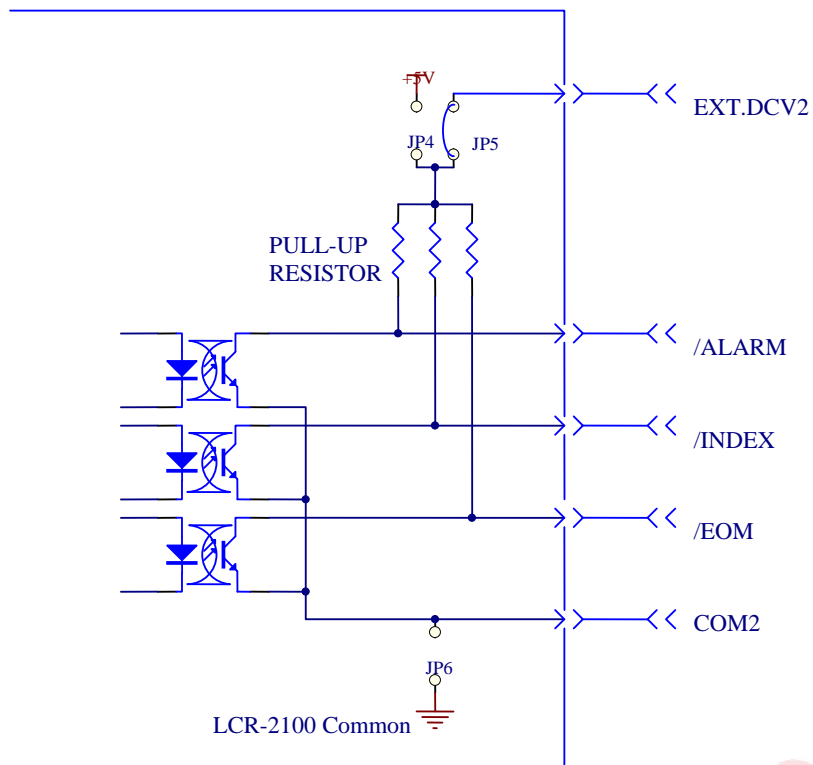 +5V
EXT.DCV2
JP4
JP5
PULL-UP
RESISTOR
/ALARM
/INDEX
/EOM
COM2
JP6
LCR-2100 Common